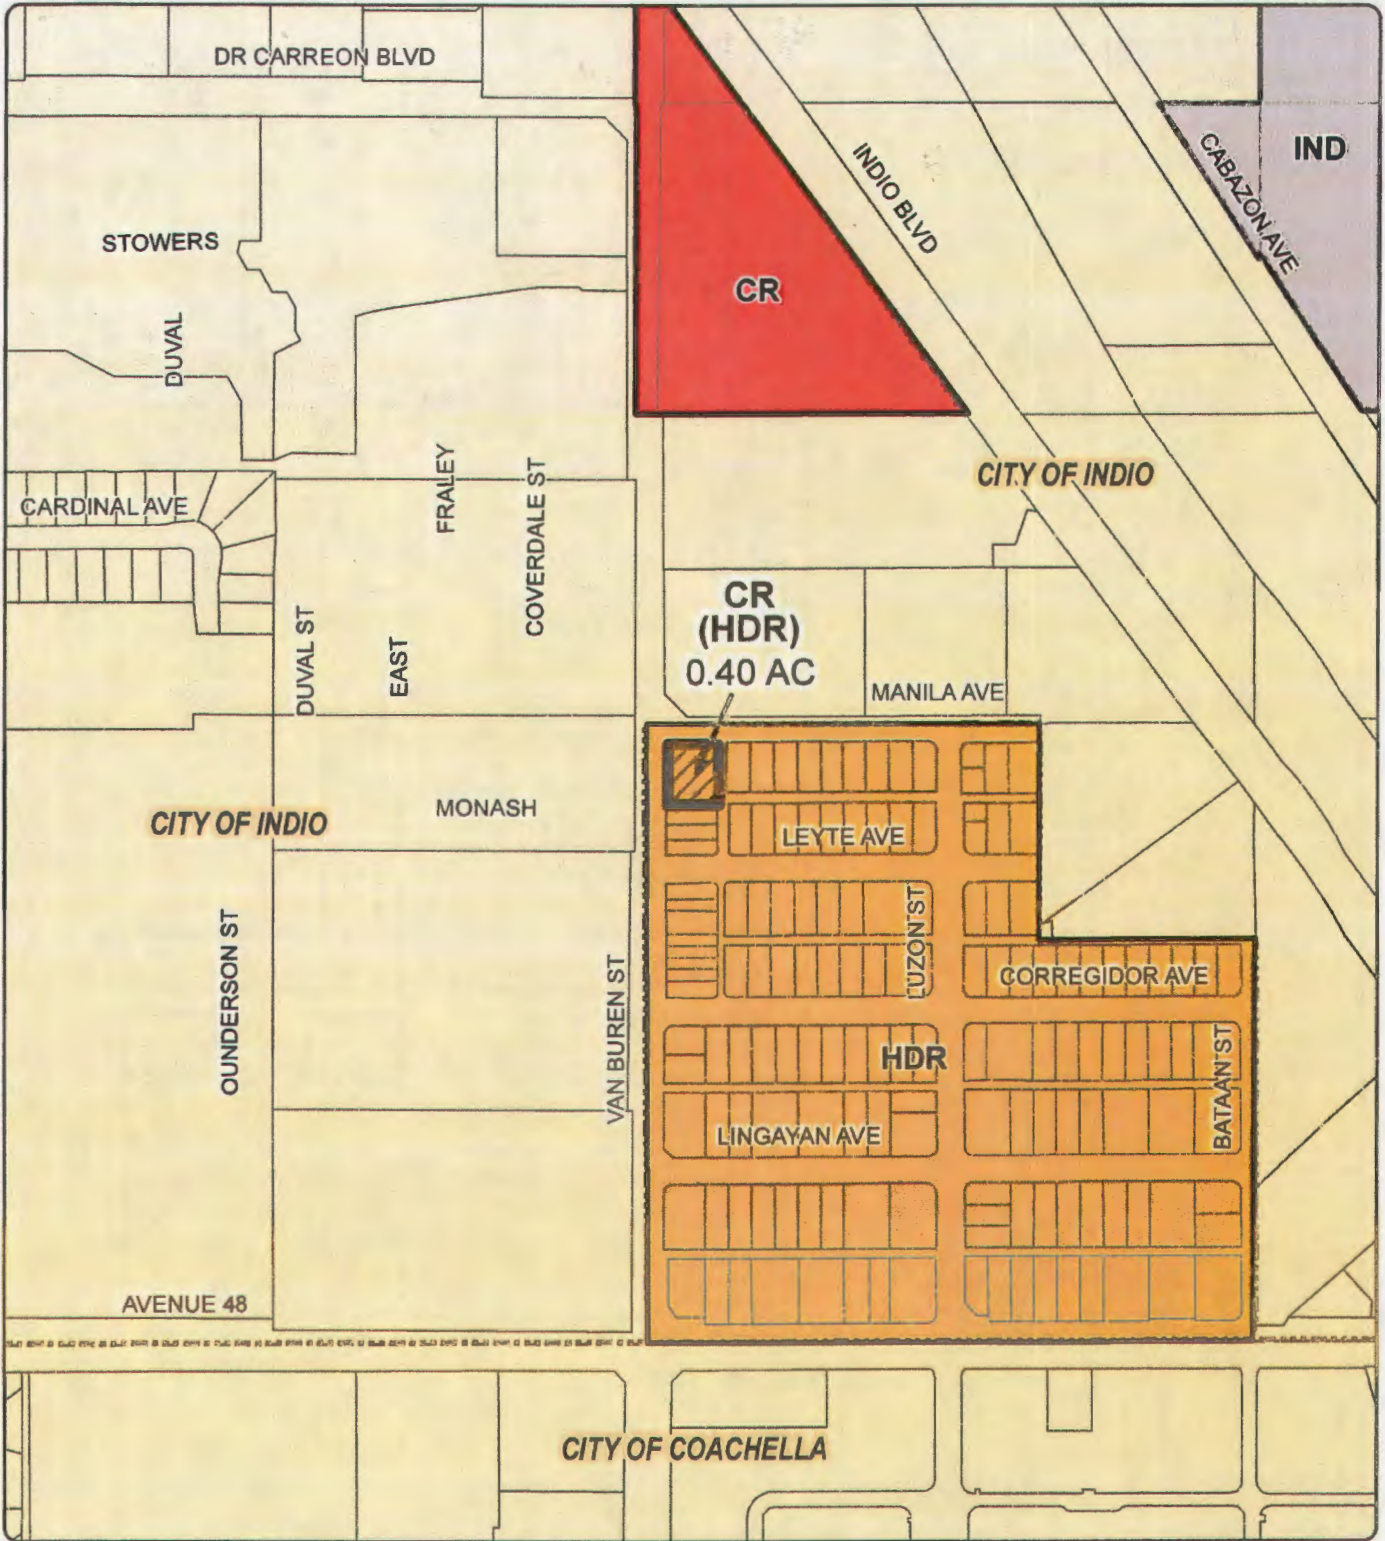 DR CARREON BLVD
IND
CABAZON AVE
INDIO BLVD
STOWERS
CR
DUVAL
CITY OF INDIO
FRALEY
COVERDALE ST
CARDINAL AVE
CR
(HDR)
0.40 AC
DUVAL ST
EAST
MANILA AVE
CITY OF INDIO
MONASH
LEYTE AVE
LUZON ST
CORREGIDOR AVE
OUNDERSON ST
VAN BUREN ST
HDR
BATAAN ST
LINGAYAN AVE
AVENUE 48
CITY OF COACHELLA